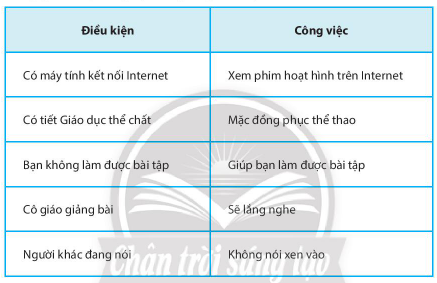 Điều kiện Công việc
Có máy tính kết nối Internet Xem phim hoạt hình trên Internet
Có tiết Giáo dục thể chất Mặc đồng phục thể thao
Bạn không làm được bài tập Giúp bạn làm được bài tập
Cô giáo giảng bài Sẽ lắng nghe
Người khác đang nói Không nói xen vào
Chân trời sáng tạo